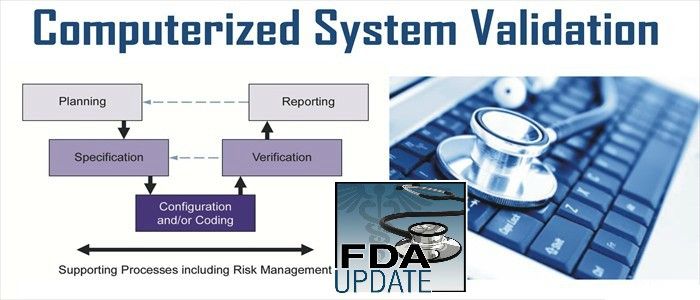 Computerized System Validation
Planning
Reporting
Specification
Verification
Configuration
and/or Coding
Supporting Processes including Risk Management
FDA
UPDATE